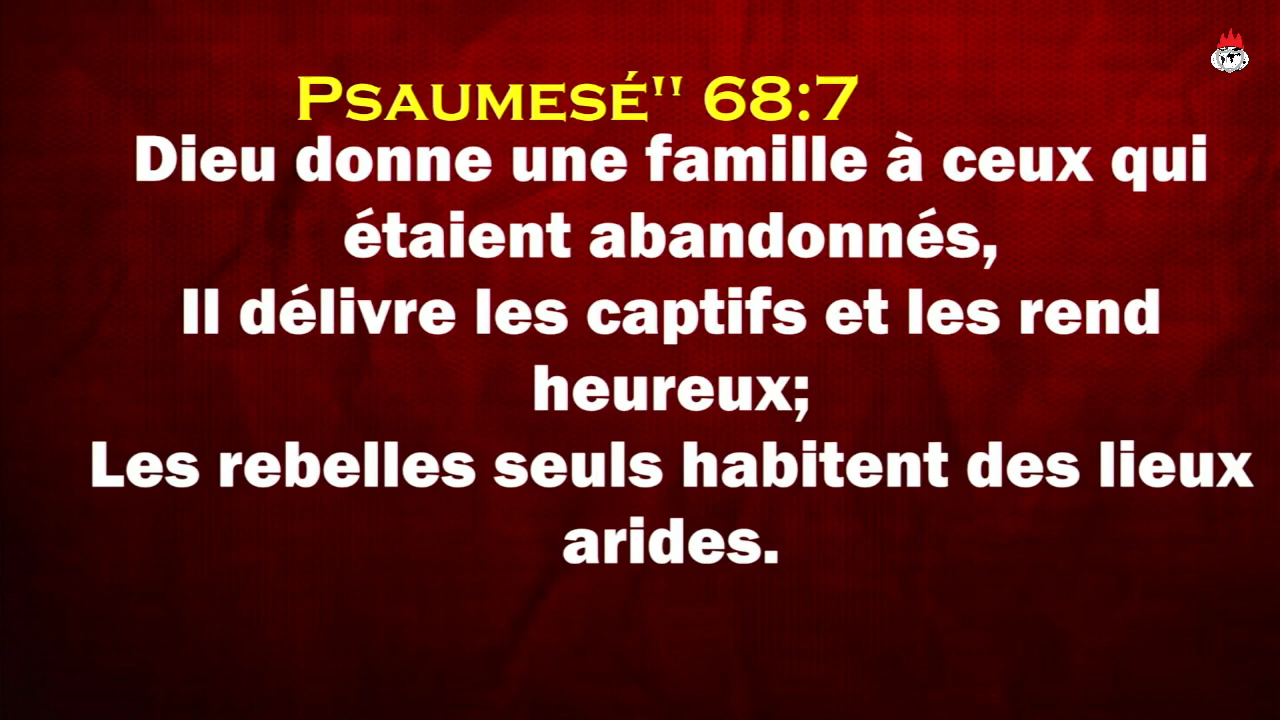 Psaumesé" 68:7
Dieu donne une famille à ceux qui
étaient abandonnés,
Il délivre les captifs et les rend
heureux;
Les rebelles seuls habitent des lieux
arides.